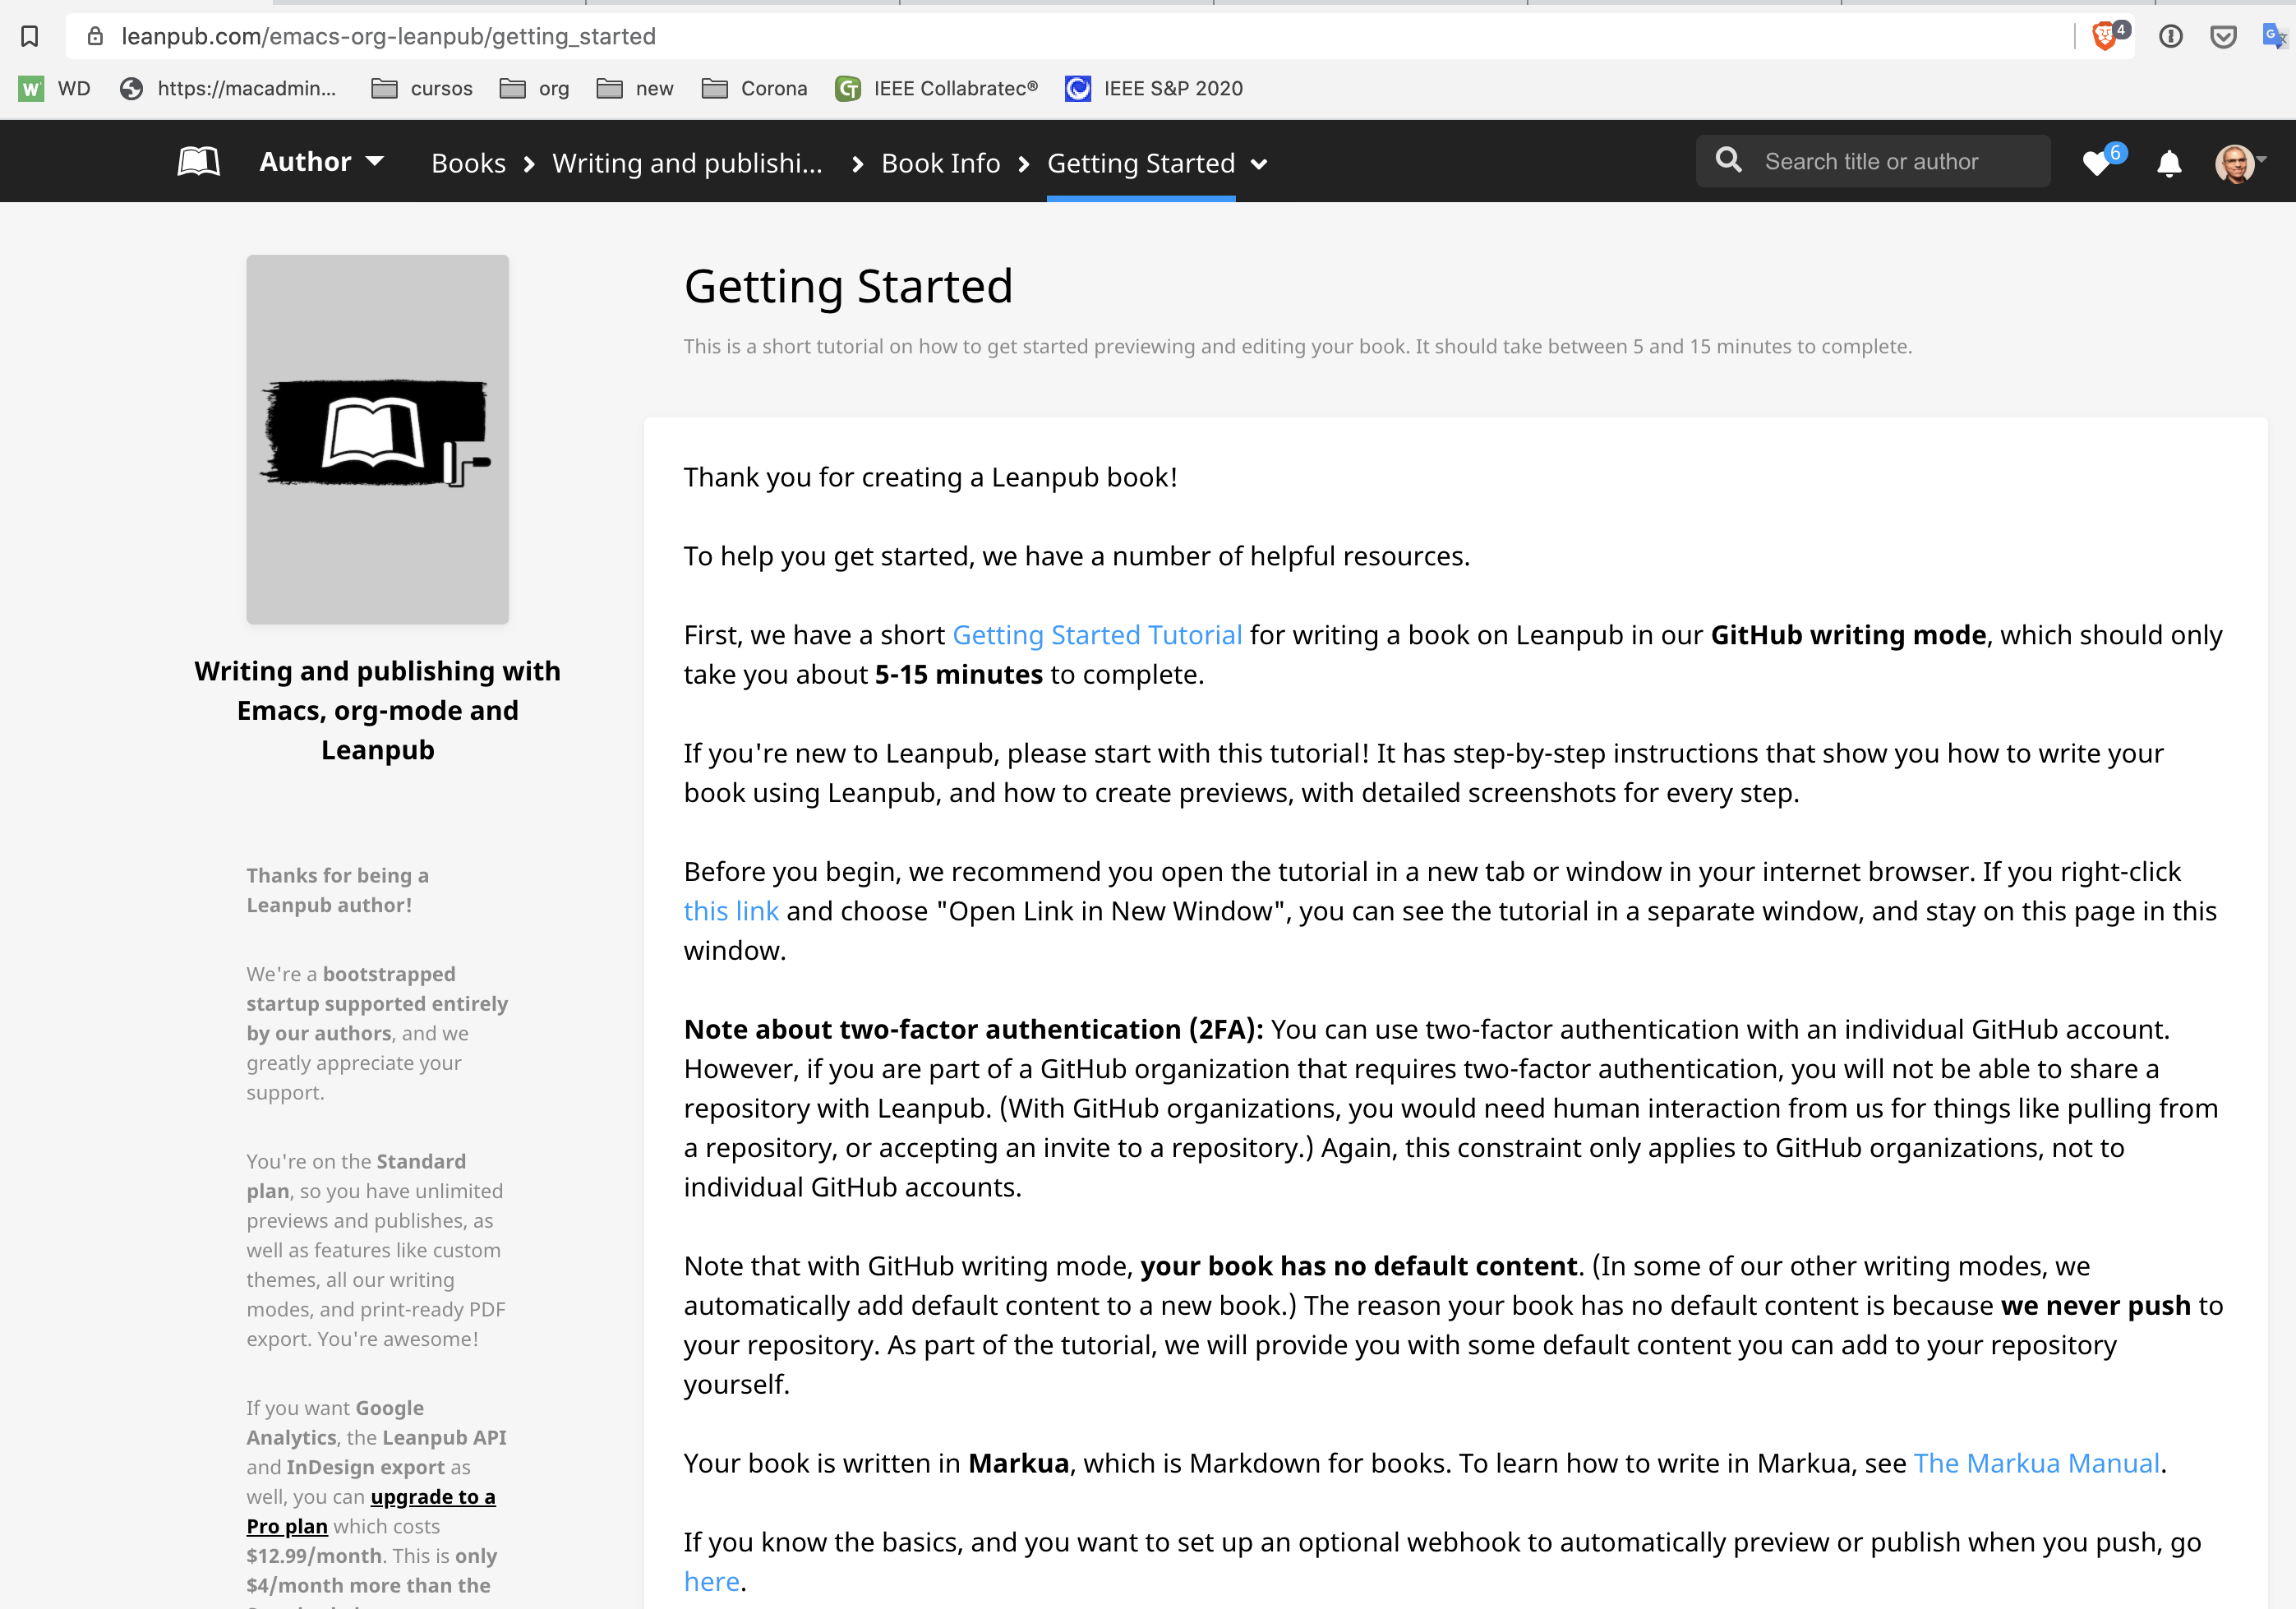 leanpub.com/emacs-org-leanpub/getting_started
4
WD
https://macadmin...
cursos
org
new
Corona
CT
IEEE Collabratec®
IEEE S&P 2020
Author
Books
Writing and publishi...
Book Info
Getting Started
Search title or author
6
Writing and publishing with
Emacs, org-mode and
Leanpub
Thanks for being a
Leanpub author!
We're a bootstrapped
startup supported entirely
by our authors, and we
greatly appreciate your
support.
You're on the Standard
plan, so you have unlimited
previews and publishes, as
well as features like custom
themes, all our writing
modes, and print-ready PDF
export. You're awesome!
If you want Google
Analytics, the Leanpub API
and InDesign export as
well, you can upgrade to a
Pro plan which costs
$12.99/month. This is only
$4/month more than the
Getting Started
This is a short tutorial on how to get started previewing and editing your book. It should take between 5 and 15 minutes to complete.
Thank you for creating a Leanpub book!
To help you get started, we have a number of helpful resources.
First, we have a short Getting Started Tutorial for writing a book on Leanpub in our GitHub writing mode, which should only
take you about 5-15 minutes to complete.
If you're new to Leanpub, please start with this tutorial! It has step-by-step instructions that show you how to write your
book using Leanpub, and how to create previews, with detailed screenshots for every step.
Before you begin, we recommend you open the tutorial in a new tab or window in your internet browser. If you right-click
this link and choose "Open Link in New Window", you can see the tutorial in a separate window, and stay on this page in this
window.
Note about two-factor authentication (2FA): You can use two-factor authentication with an individual GitHub account.
However, if you are part of a GitHub organization that requires two-factor authentication, you will not be able to share a
repository with Leanpub. (With GitHub organizations, you would need human interaction from us for things like pulling from
a repository, or accepting an invite to a repository.) Again, this constraint only applies to GitHub organizations, not to
individual GitHub accounts.
Note that with GitHub writing mode, your book has no default content. (In some of our other writing modes, we
automatically add default content to a new book.) The reason your book has no default content is because we never push to
your repository. As part of the tutorial, we will provide you with some default content you can add to your repository
yourself.
Your book is written in Markua, which is Markdown for books. To learn how to write in Markua, see The Markua Manual.
If you know the basics, and you want to set up an optional webhook to automatically preview or publish when you push, go
here.